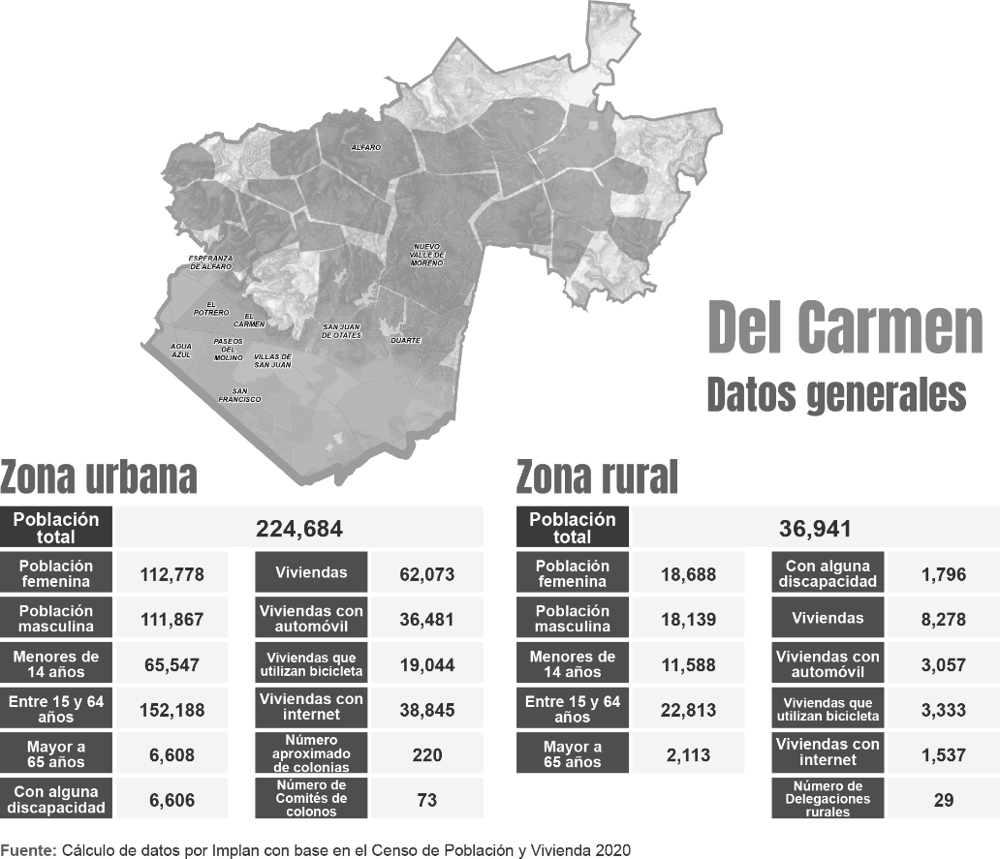 ALFARO
NUEVO
VALLE DE
MORENO
ESPERANZA
DE ALFARO
EL
POTRERO
EL
CARMEN
SAN JUAN
DE OTATES
DUARTE
AGUA
AZUL
PASEOS
DEL
MOLINO
VILLAS DE
SAN JUAN
SAN
FRANCISCO
Del Carmen
Datos generales
Zona urbana
Población
total
224,684
Población
femenina
112,778
Población
masculina
111,867
Menores de
14 años
65,547
Entre 15 y 64
años
152,188
Mayor a
65 años
6,608
Con alguna
discapacidad
6,606
Viviendas
62,073
Viviendas con
automóvil
36,481
Viviendas que
utilizan bicicleta
19,044
Viviendas con
internet
38,845
Número
aproximado
de colonias
220
Número de
Comités de
colonos
73
Zona rural
Población
total
36,941
Población
femenina
18,688
Población
masculina
18,139
Menores de
14 años
11,588
Entre 15 y 64
años
22,813
Mayor a
65 años
2,113
Con alguna
discapacidad
1,796
Viviendas
8,278
Viviendas con
automóvil
3,057
Viviendas que
utilizan bicicleta
3,333
Viviendas con
internet
1,537
Número de
Delegaciones
rurales
29
Fuente: Cálculo de datos por Implan con base en el Censo de Población y Vivienda 2020